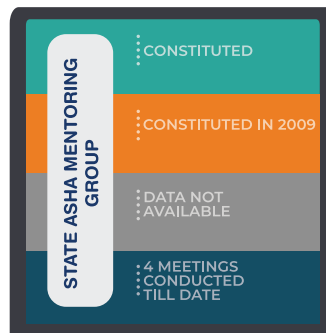 STATE ASHA MENTORING
GROUP
CONSTITUTED
CONSTITUTED IN 2009
DATA NOT
AVAILABLE
4 MEETINGS
CONDUCTED
TILL DATE